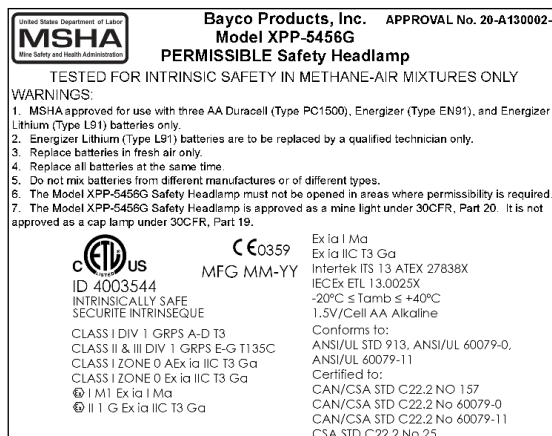 United States Department of Labor
MSHA
Mine Safety and Health Administration
Bayco Products, Inc. APPROVAL No. 20-A130002-
Model XPP-5456G
PERMISSIBLE Safety Headlamp
TESTED FOR INTRINSIC SAFETY IN METHANE-AIR MIXTURES ONLY
WARNINGS:
1. MSHA approved for use with three AA Duracell (Type PC1500), Energizer (Type EN91), and Energizer
Lithium (Type L91) batteries only.
2. Energizer Lithium (Type L91) batteries are to be replaced by a qualified technician only.
3. Replace batteries in fresh air only.
4. Replace all batteries at the same time.
5. Do not mix batteries from different manufactures or of different types.
6. The Model XPP-5456G Safety Headlamp must not be opened in areas where permissibility is required.
7. The Model XPP-5456G Safety Headlamp is approved as a mine light under 30CFR, Part 20. It is not
approved as a cap lamp under 30CFR, Part 19.
C ETL US
LISTED
ID 4003544
INTRINSICALLY SAFE
SECURITE INTRINSEQUE
CLASS I DIV 1 GRPS A-D T3
CLASS II & III DIV 1 GRPS E-G T135C
CLASS I ZONE 0 AEx ia IIC T3 Ga
CLASS I ZONE 0 Ex ia IIC T3 Ga
Ex I M1 Ex ia I Ma
Ex II 1 G Ex ia IIC T3 Ga
CE0359
MFG MM-YY
Ex ia I Ma
Ex ia IIC T3 Ga
Intertek ITS 13 ATEX 27838X
IECEx ETL 13.0025X
-20°C ≤ Tamb ≤ +40°C
1.5V/Cell AA Alkaline
Conforms to:
ANSI/UL STD 913, ANSI/UL 60079-0,
ANSI/UL 60079-11
Certified to:
CAN/CSA STD C22.2 NO 157
CAN/CSA STD C22.2 No 60079-0
CAN/CSA STD C22.2 No 60079-11
CSA STD C22.2 No 25